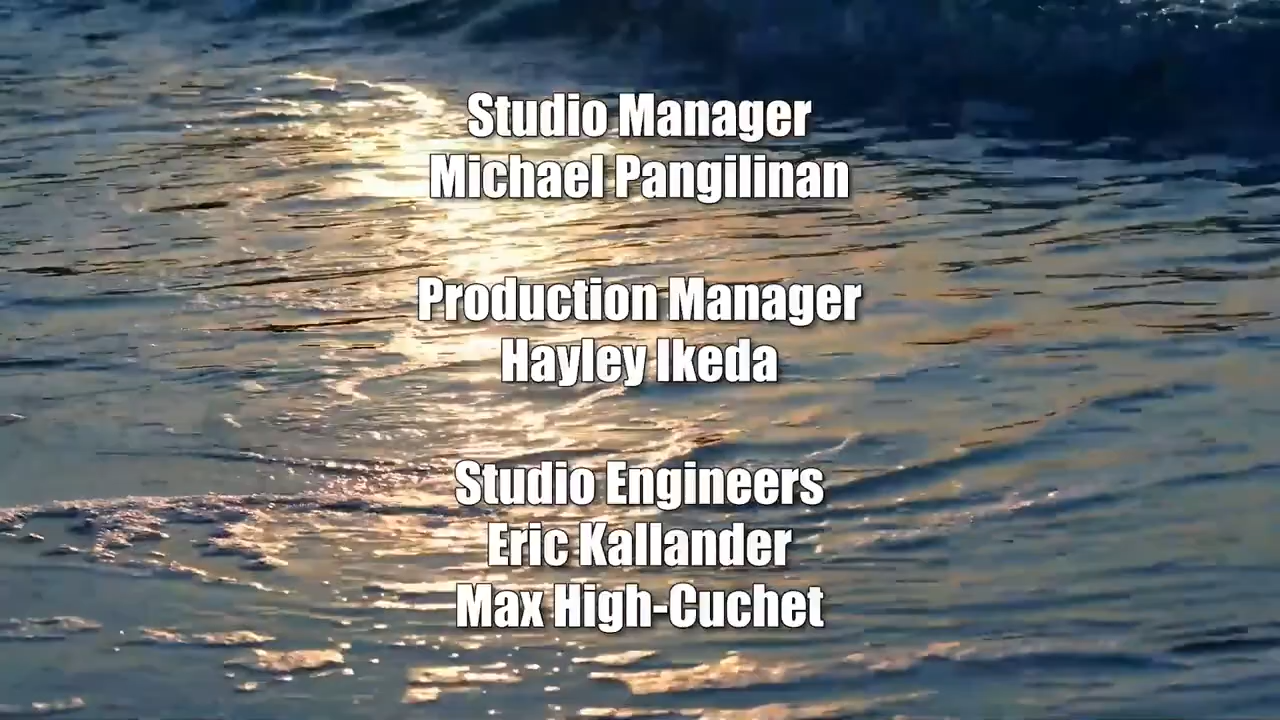 Studio Manager
Michael Pangilinan
Production Manager
Hayley Ikeda
Studio Engineers
Eric Kallander
Max High-Cuchet